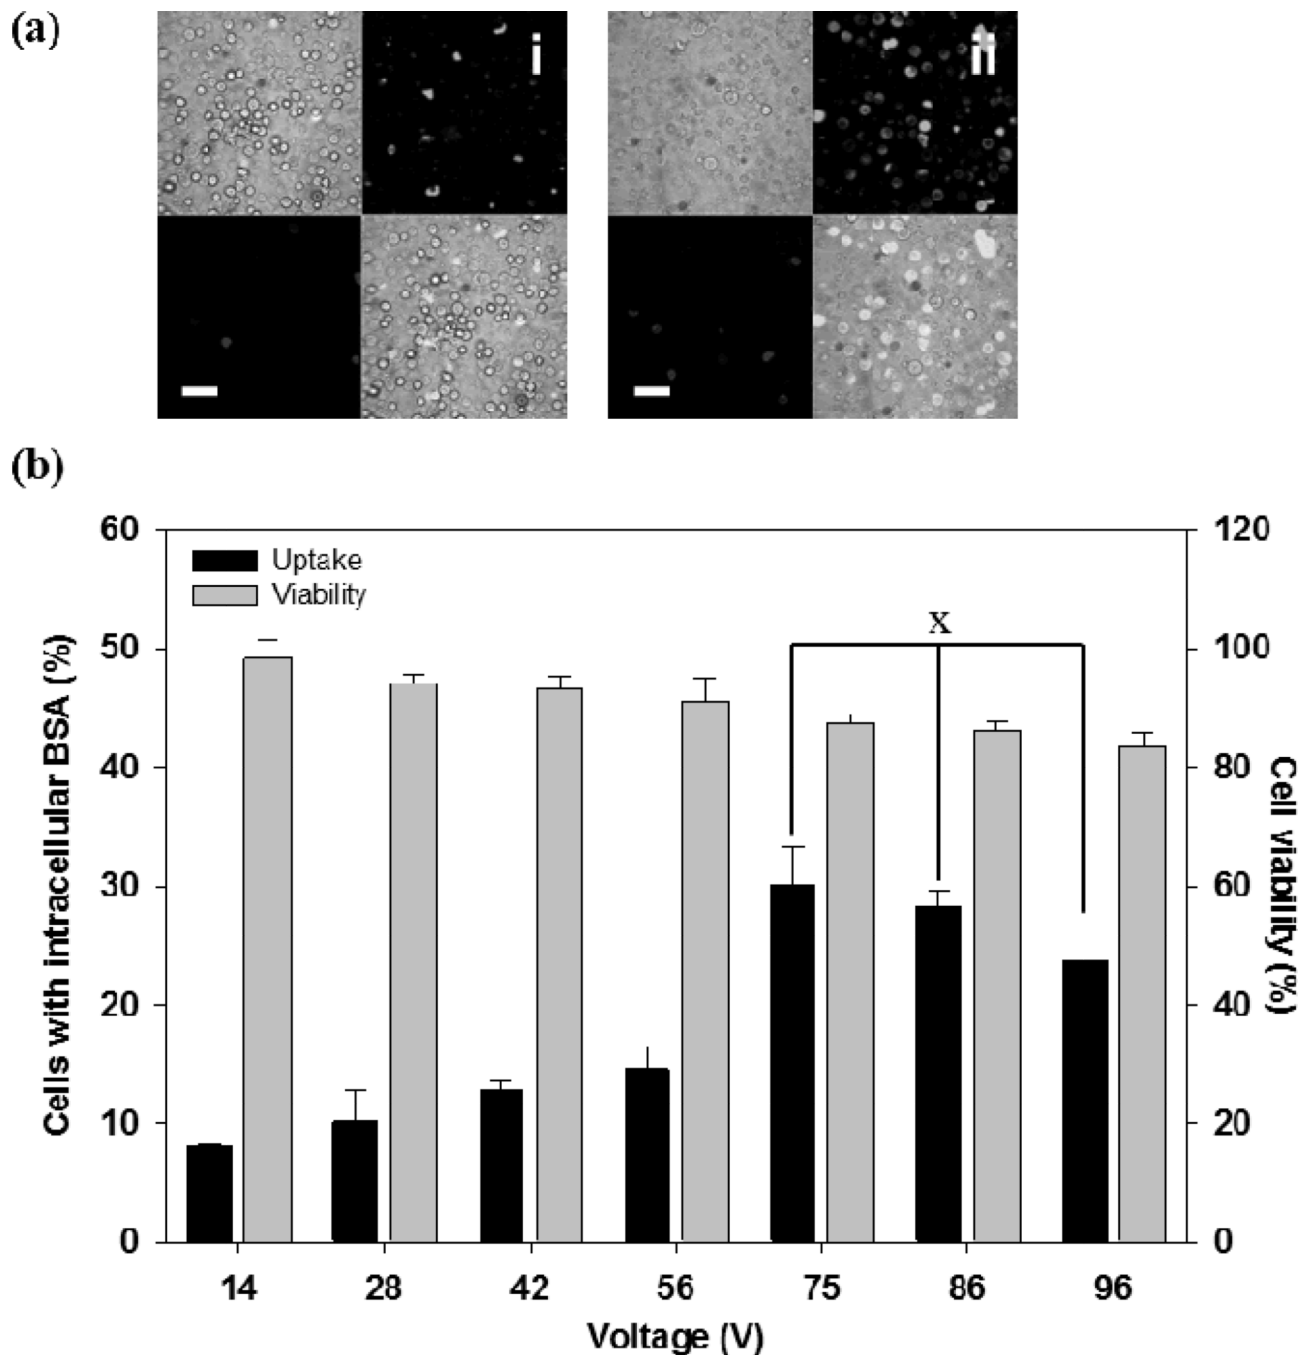 (a)
i
ii
(b)
60
50
40
30
20
10
0
Cells with intracellular BSA (%)
Uptake
Viability
X
120
100
80
60
40
20
0
Cell viability (%)
14 28 42 56 75 86 96
Voltage (V)